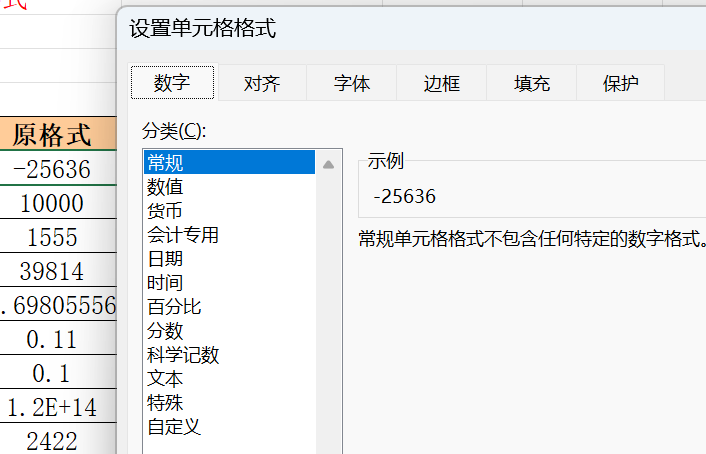 式
设置单元格格式
数字
对齐
字体
边框
填充
保护
分类(C):
原格式
-25636
10000
1555
39814
.69805556
0.11
0.1
1.2E+14
2422
常规
数值
货币
会计专用
日期
时间
百分比
分数
科学记数
文本
特殊
自定义
示例
-25636
常规单元格格式不包含任何特定的数字格式。